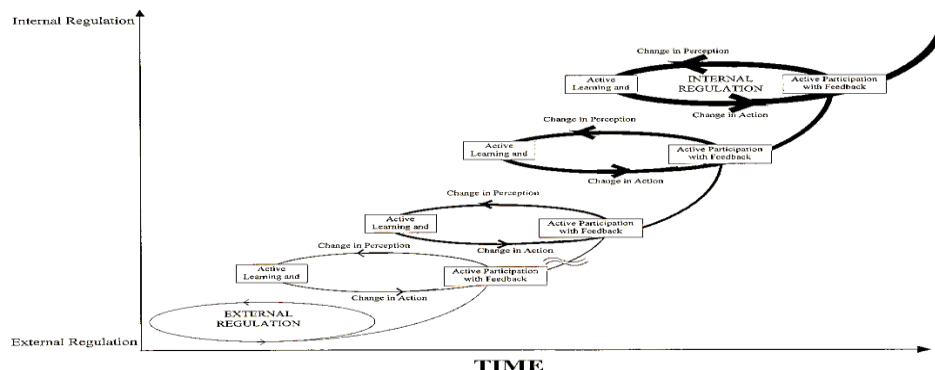 Internal Regulation
Change in Perception
Active
Learning and
INTERNAL
REGULATION
Active Participation
with Feedback
Change in Action
Change in Perception
Active
Learning and
Active Participation
with Feedback
Change in Action
Change in Perception
Active
Learning and
Active Participation
with Feedback
Change in Action
Change in Perception
Active
Learning and
Active Participation
with Feedback
Change in Action
EXTERNAL
REGULATION
External Regulation
TIME